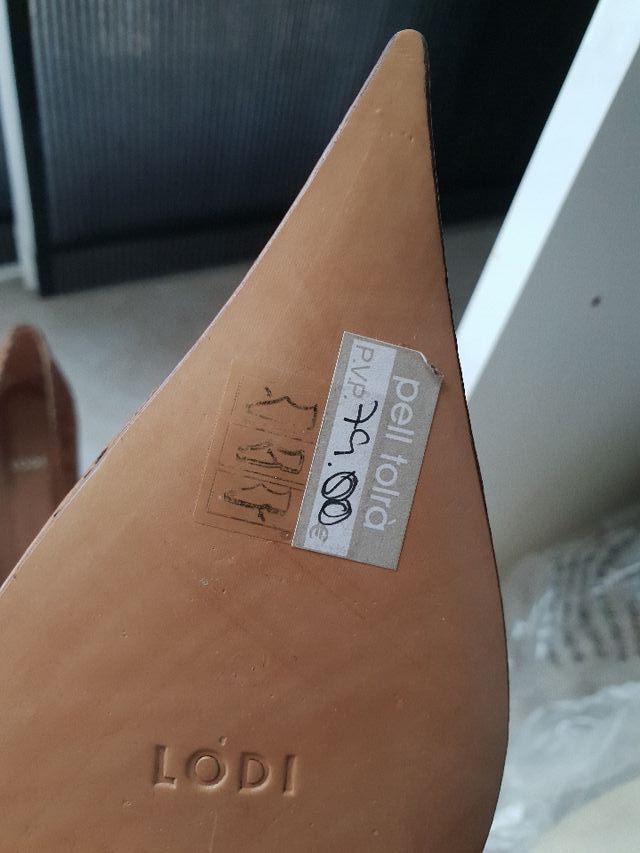 pell tolrà
P.V.P. 79.00 €
LODI